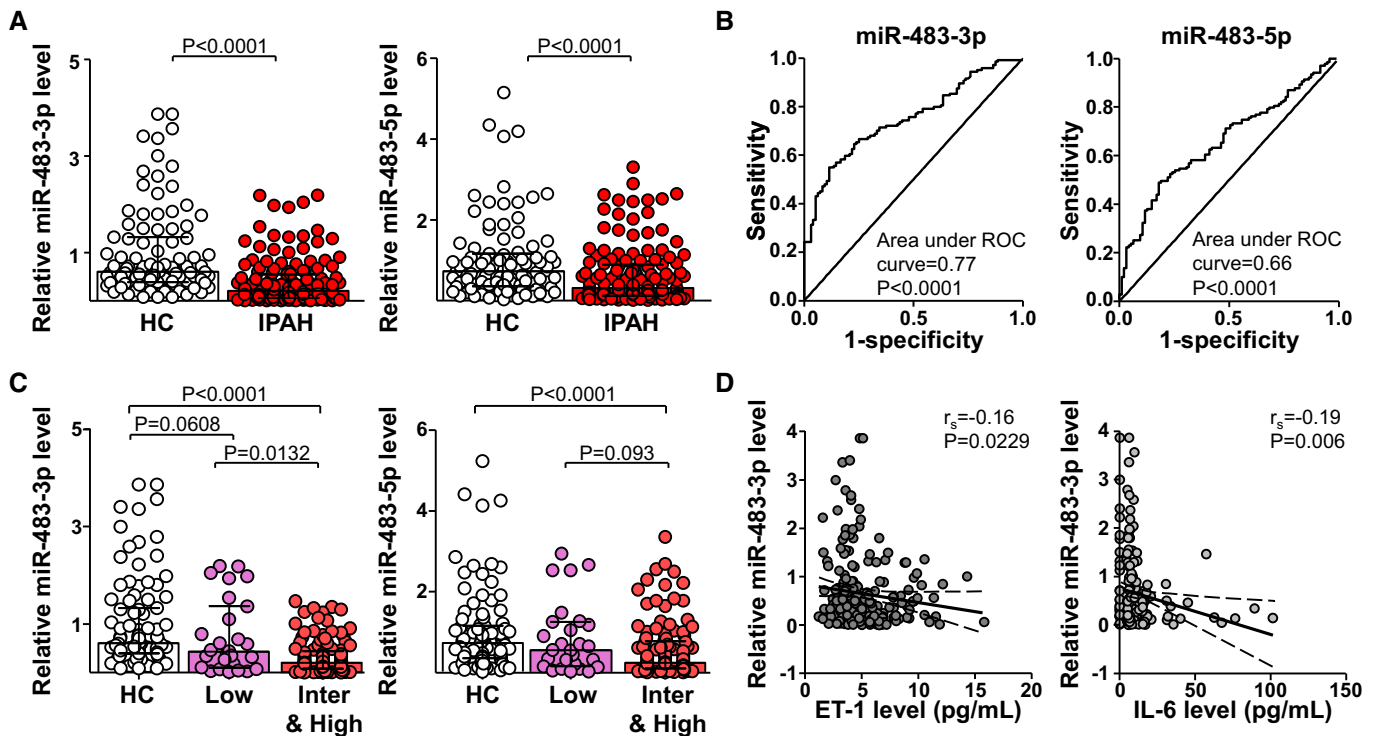 A
Relative miR-483-3p level
5
3
1
P<0.0001
HC
IPAH
Relative miR-483-5p level
6
4
2
P<0.0001
HC
IPAH
B
miR-483-3p
Sensitivity
1.0
0.8
0.6
0.4
0.2
0.0
Area under ROC
curve=0.77
P<0.0001
0.0
0.5
1.0
1-specificity
miR-483-5p
Sensitivity
1.0
0.8
0.6
0.4
0.2
0.0
Area under ROC
curve=0.66
P<0.0001
0.0
0.5
1.0
1-specificity
C
Relative miR-483-3p level
5
3
1
P<0.0001
P=0.0608
P=0.0132
HC
Low
Inter
& High
Relative miR-483-5p level
6
4
2
P<0.0001
P=0.093
HC
Low
Inter
& High
D
Relative miR-483-3p level
4
3
2
1
0
-1
rs=-0.16
P=0.0229
0
5
10
15
20
ET-1 level (pg/mL)
Relative miR-483-3p level
4
3
2
1
0
-1
rs=-0.19
P=0.006
0
50
100
150
IL-6 level (pg/mL)